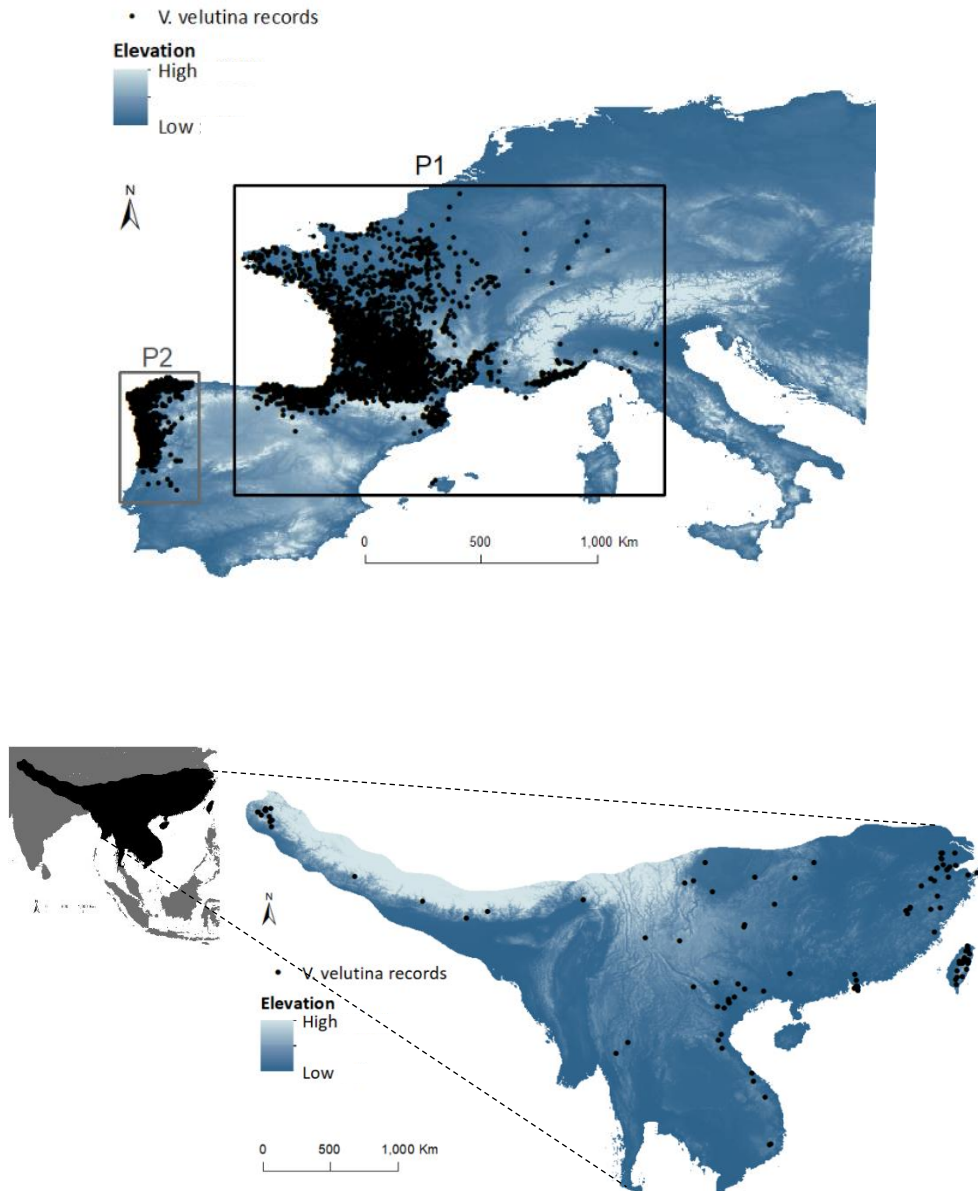 • V. velutina records
Elevation
High
Low :
N
P1
P2
0 500 1,000 Km
N
• V. velutina records
Elevation
High
Low
0 500 1,000 Km